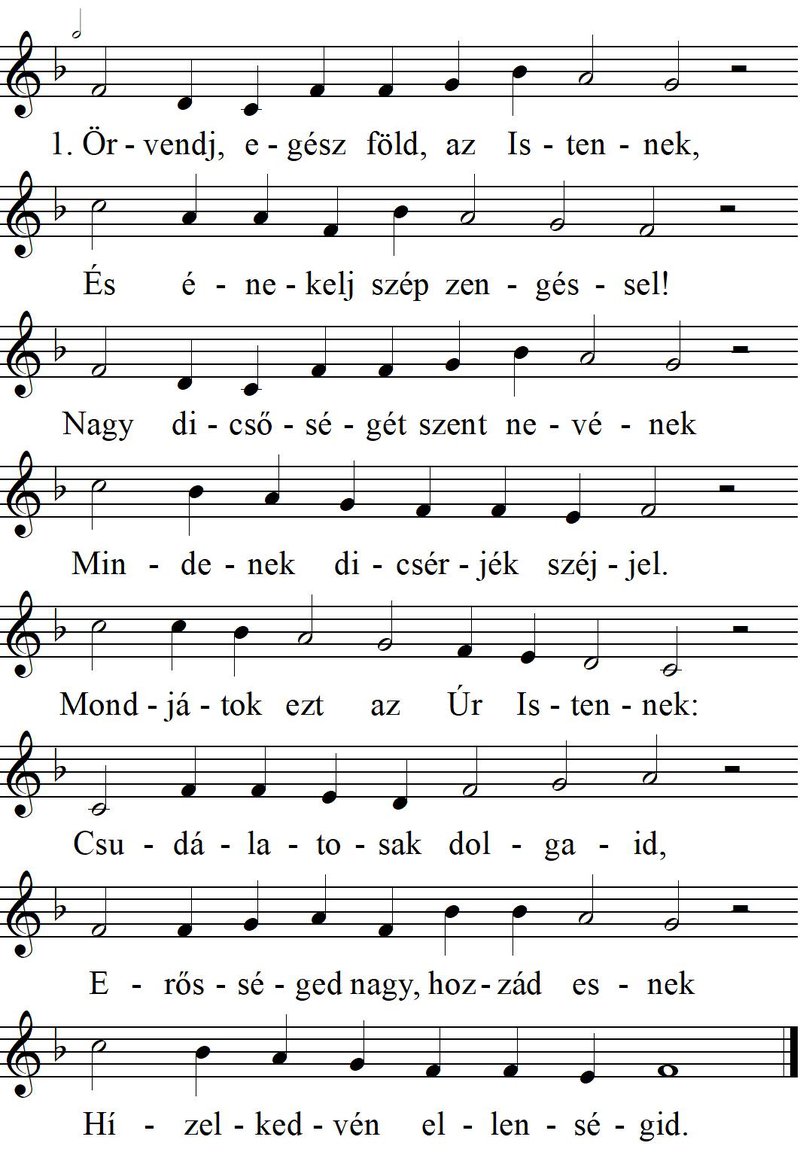 1. Ör - vendj, e - gész föld, az Is - ten - nek,
És é - ne - kelj szép zen - gés - sel!
Nagy di - cső - sé - gét szent ne - vé - nek
Min - de - nek di - csér - jék széj - jel.
Mond - já - tok ezt az Úr Is - ten - nek:
Csu - dá - la - to - sak dol - ga - id,
E - rős - sé - ged nagy, hoz - zád es - nek
Hí - zel - ked - vén el - len - sé - gid.